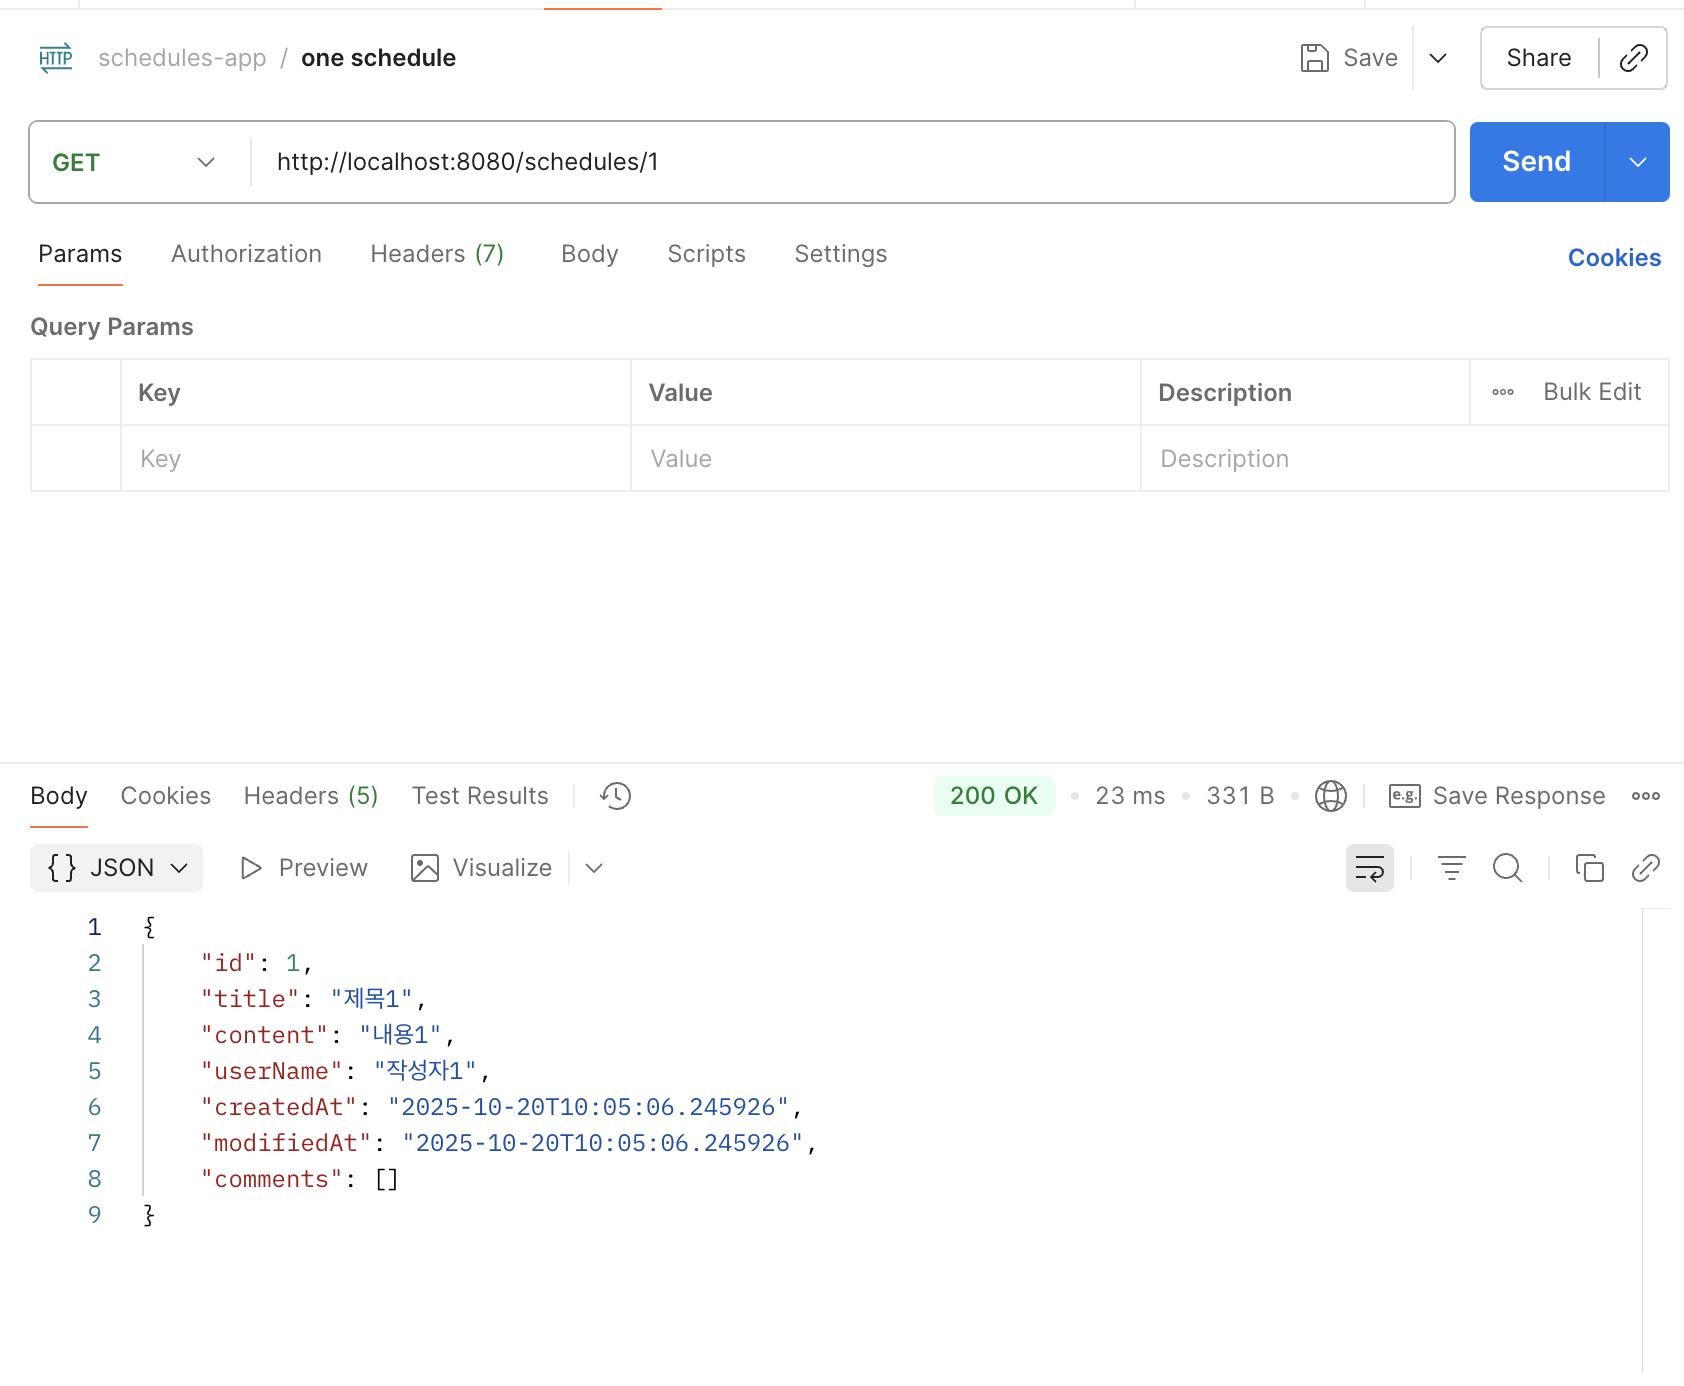 HTTP schedules-app / one schedule Save Share
GET http://localhost:8080/schedules/1 Send
Params Authorization Headers (7) Body Scripts Settings Cookies
Query Params
Key Value Description Bulk Edit
Key Value Description
Body Cookies Headers (5) Test Results 200 OK • 23 ms • 331 B • e.g. Save Response
{} JSON Preview Visualize
1 {
2 "id": 1,
3 "title": "제목1",
4 "content": "내용1",
5 "userName": "작성자1",
6 "createdAt": "2025-10-20T10:05:06.245926",
7 "modifiedAt": "2025-10-20T10:05:06.245926",
8 "comments": []
9 }